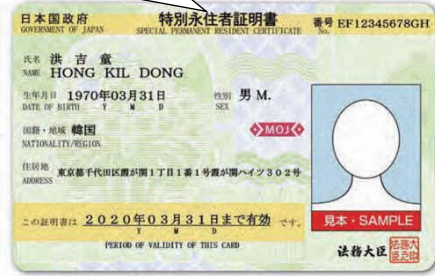 日本国政府 特別永住者証明書 番号 EF12345678GH
GOVERNMENT OF JAPAN SPECIAL PERMANENT RESIDENT CERTIFICATE No.
氏名 洪吉童
NAME HONG KIL DONG
生年月日 1970年03月31日 性別 男 M.
DATE OF BIRTH Y M D SEX
国籍・地域 韓国
NATIONALITY/REGION
MOJ
住居地 東京都千代田区霞が関1丁目1番1号霞が関ハイツ302号
ADDRESS
見本・SAMPLE
この証明書は 2020年03月31日まで有効 です。
Y M D
PERIOD OF VALIDITY OF THIS CARD
法務大臣